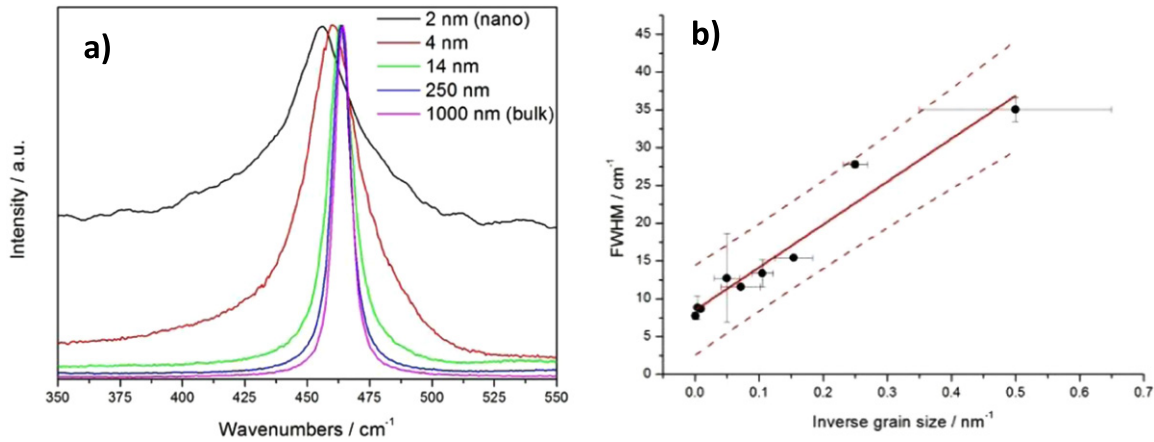 a)
2 nm (nano)
4 nm
14 nm
250 nm
1000 nm (bulk)
Intensity / a.u.
350 375 400 425 450 475 500 525 550
Wavenumbers / cm-1
b)
45
40
35
30
25
20
15
10
5
0
FWHM / cm-1
0.0 0.1 0.2 0.3 0.4 0.5 0.6 0.7
Inverse grain size / nm-1